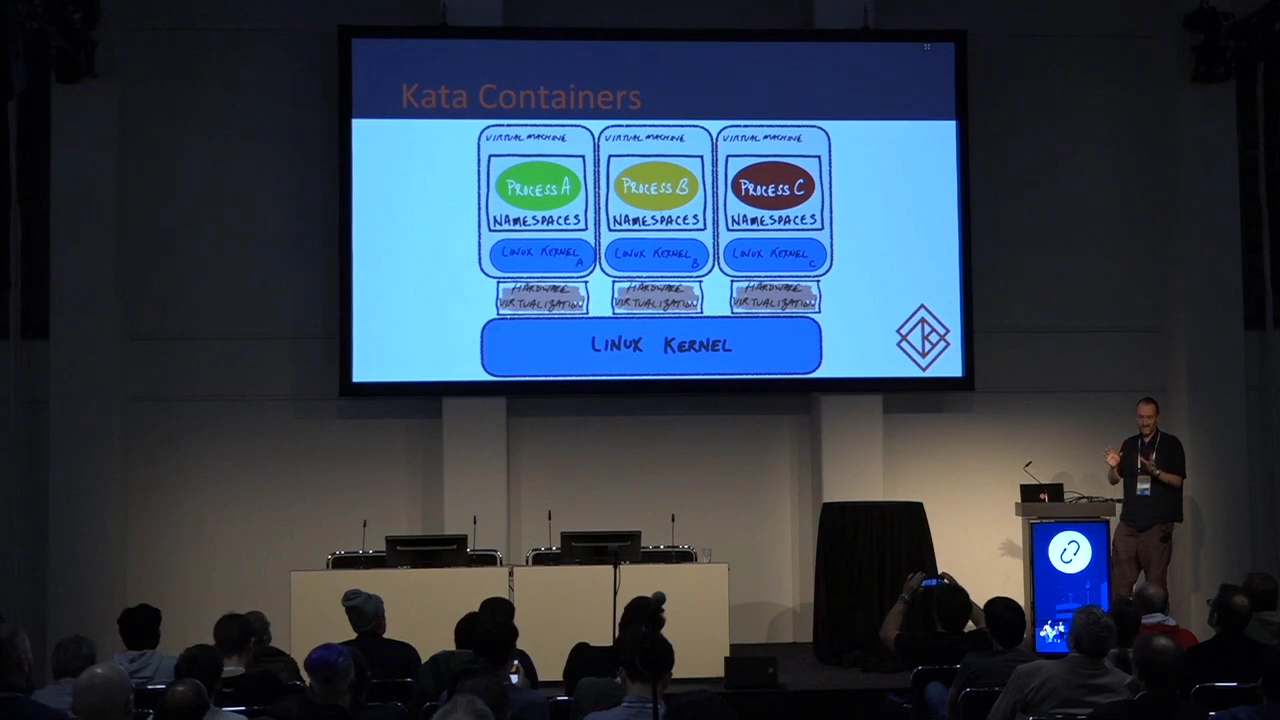 Kata Containers
VIRTUAL MACHINE
PROCESS A
NAMESPACES
LINUX KERNEL A
HARDWARE
VIRTUALIZATION
VIRTUAL MACHINE
PROCESS B
NAMESPACES
LINUX KERNEL B
HARDWARE
VIRTUALIZATION
VIRTUAL MACHINE
PROCESS C
NAMESPACES
LINUX KERNEL C
HARDWARE
VIRTUALIZATION
LINUX KERNEL